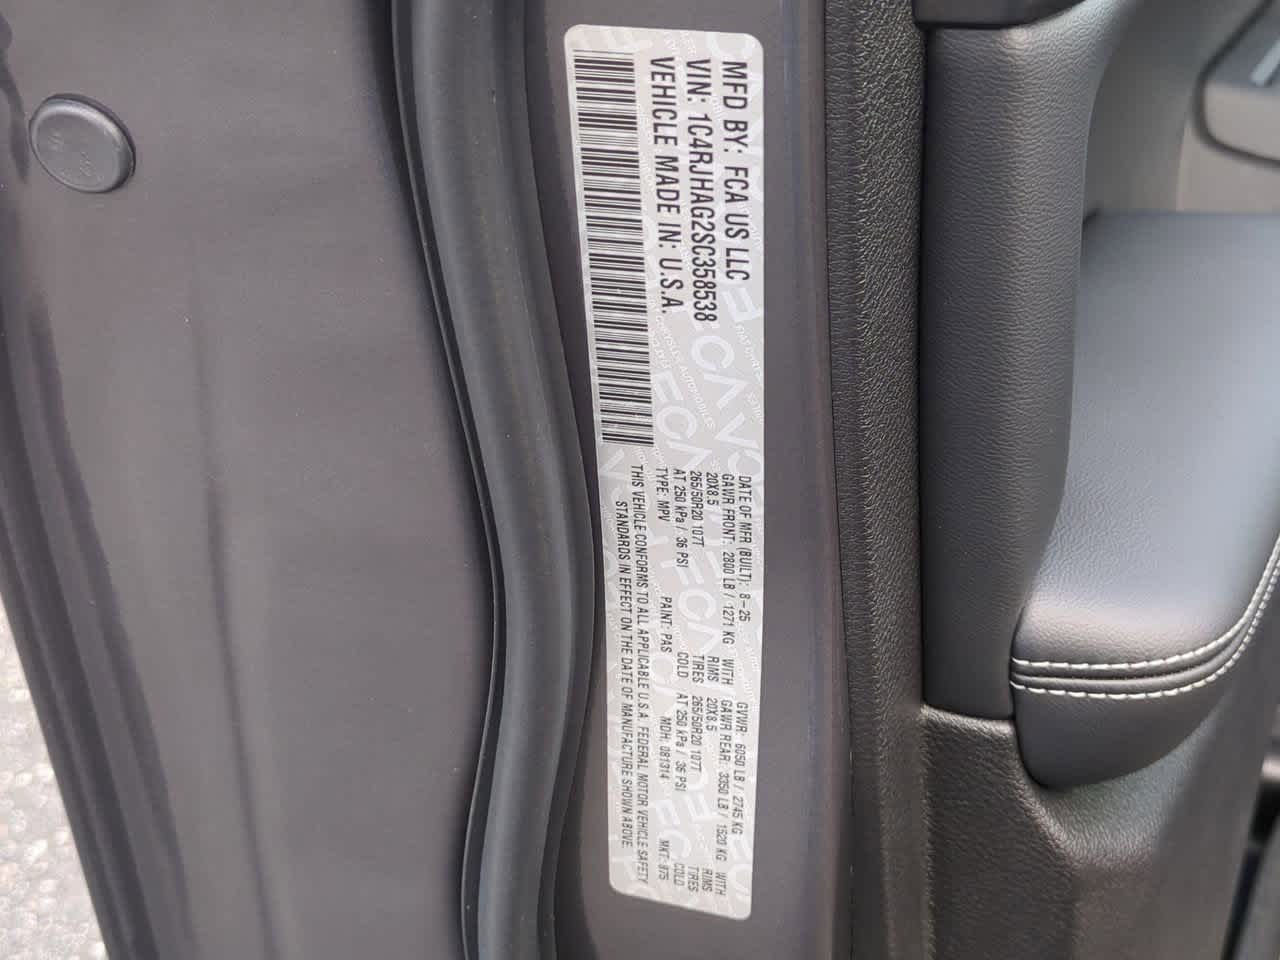 MFD BY: FCA US LLC
VIN: 1C4RJHAG2SC358538
VEHICLE MADE IN: U.S.A.
DATE OF MFR (BUILT): 8-25 GVWR: 6050 LB / 2745 KG
GAWR FRONT: 2800 LB / 1271 KG WITH GAWR REAR: 3350 LB / 1520 KG WITH
20X8.5 RIMS 20X8.5 RIMS
265/50R20 107T TIRES 265/50R20 107T TIRES
AT 250 kPa / 36 PSI COLD AT 250 kPa / 36 PSI COLD
TYPE: MPV PAINT: PAS MDH: 081314 MKT: 875
THIS VEHICLE CONFORMS TO ALL APPLICABLE U.S.A. FEDERAL MOTOR VEHICLE SAFETY
STANDARDS IN EFFECT ON THE DATE OF MANUFACTURE SHOWN ABOVE.